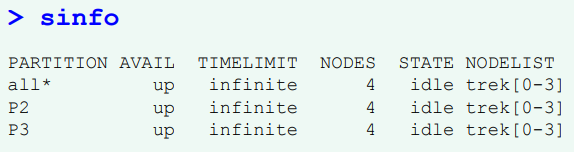 > sinfo
PARTITION AVAIL  TIMELIMIT  NODES  STATE NODELIST
all*         up   infinite      4   idle trek[0-3]
P2           up   infinite      4   idle trek[0-3]
P3           up   infinite      4   idle trek[0-3]